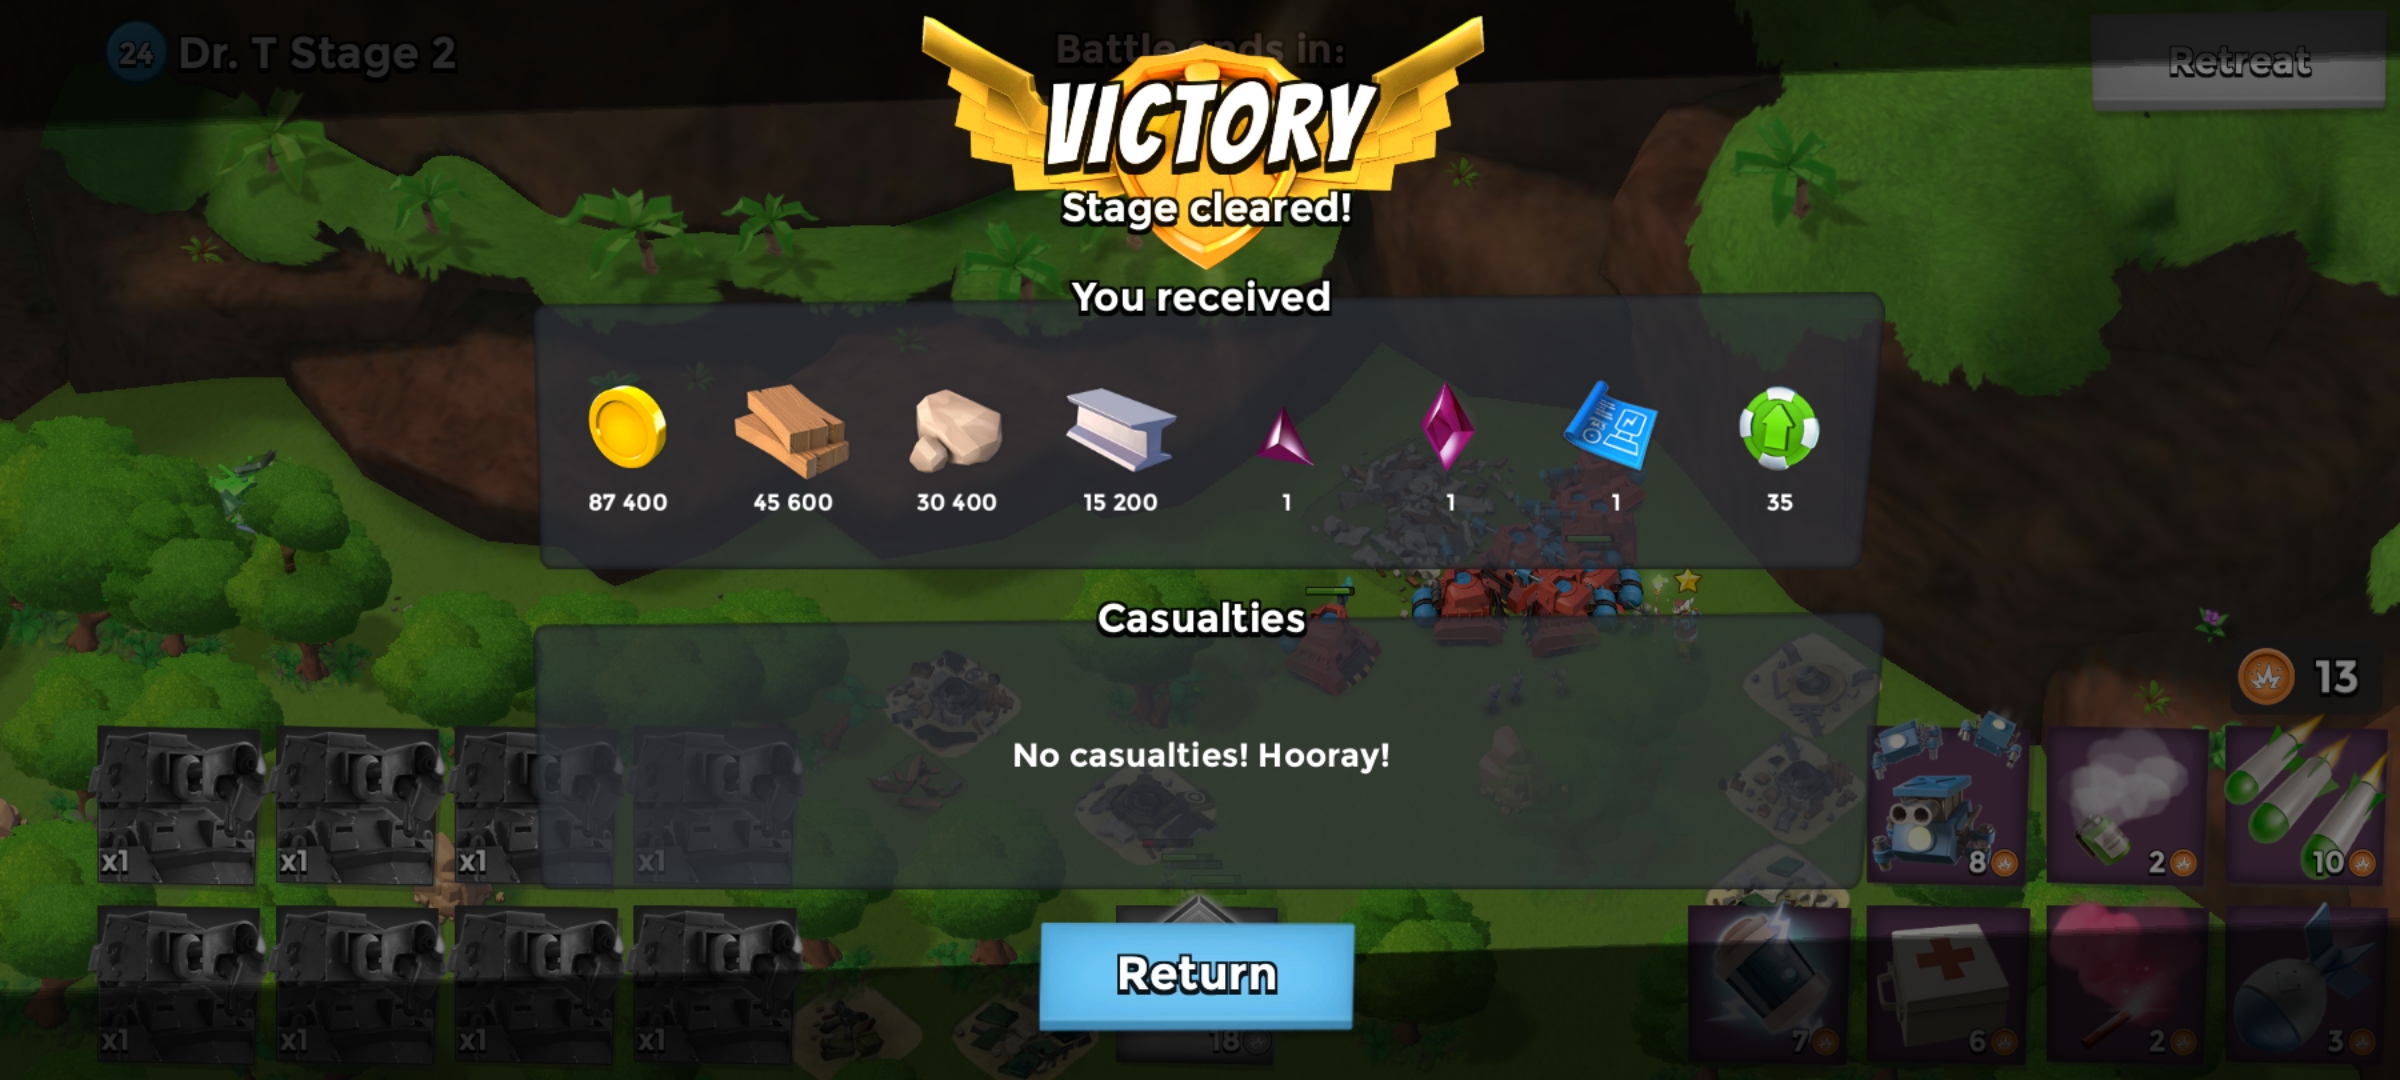 24 Dr. T Stage 2
Battle ends in:
Retreat
VICTORY
Stage cleared!
You received
87 400
45 600
30 400
15 200
1
1
1
35
Casualties
No casualties! Hooray!
13
x1
x1
x1
x1
8
2
10
Return
x1
x1
x1
x1
18
7
6
2
3